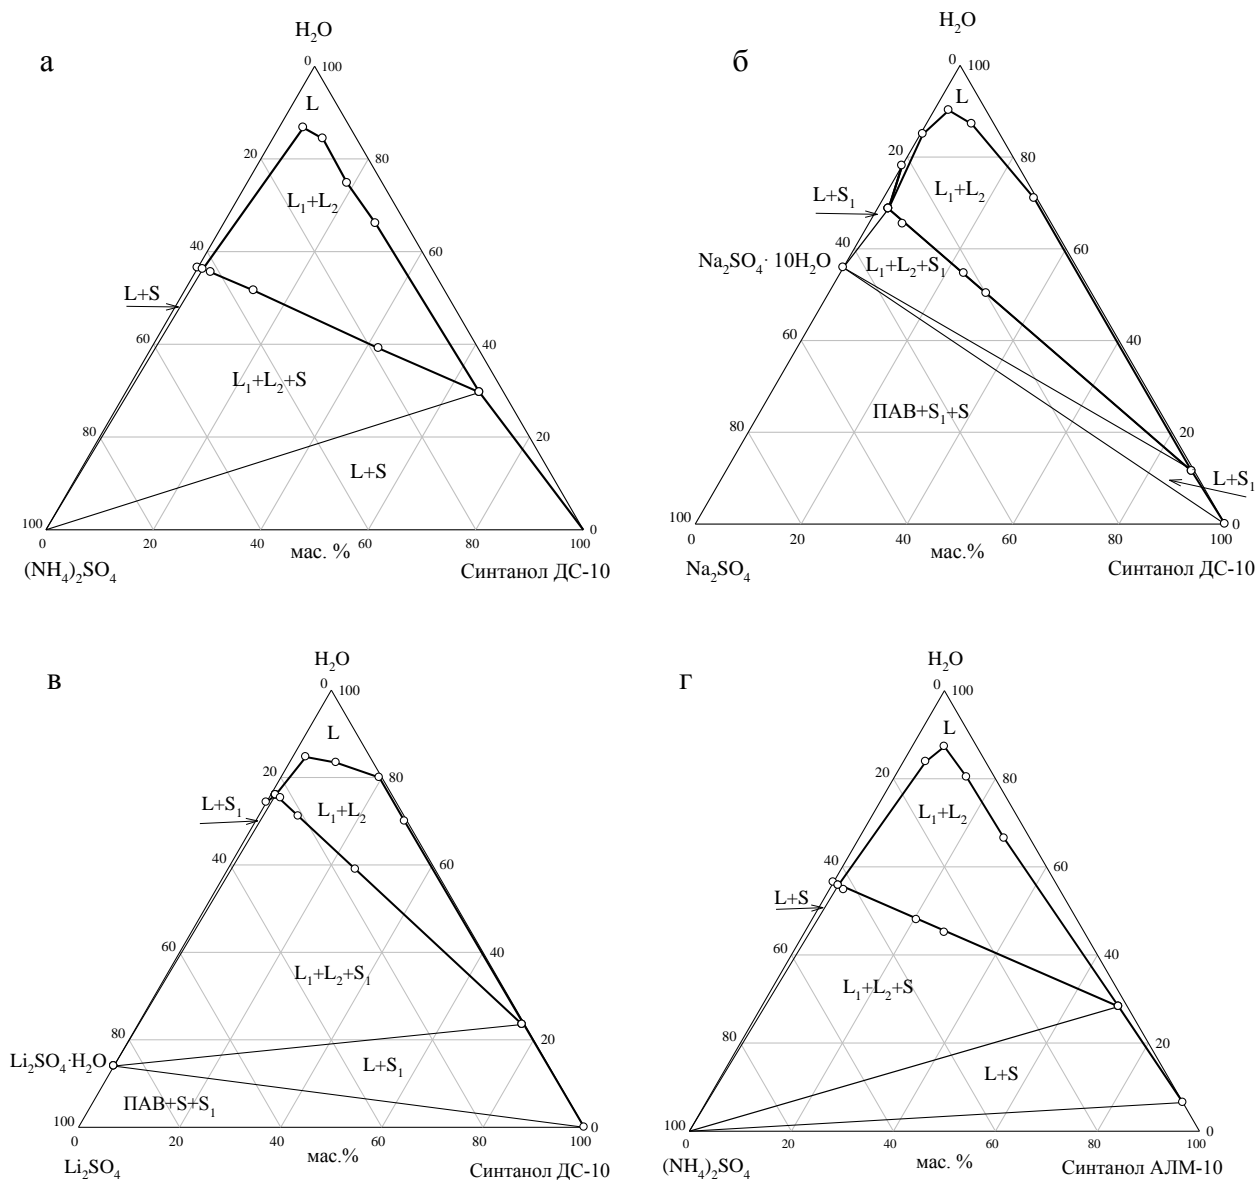 а
H₂O
0 100
L
20 80
L₁+L₂
40 60
L+S
60 40
L₁+L₂+S
80 20
L+S
100 0
0 20 40 мас. % 60 80 100
(NH₄)₂SO₄ Синтанол ДС-10
б
H₂O
0 100
L
20 80
L+S₁
L₁+L₂
40 60
Na₂SO₄· 10H₂O
L₁+L₂+S₁
60 40
ПАВ+S₁+S
80 20
L+S₁
100 0
0 20 40 мас. % 60 80 100
Na₂SO₄ Синтанол ДС-10
в
H₂O
0 100
L
20 80
L+S₁
L₁+L₂
40 60
60 40
L₁+L₂+S₁
80 20
Li₂SO₄·H₂O
L+S₁
ПАВ+S+S₁
100 0
20 40 60 80 100
мас.%
Li₂SO₄ Синтанол ДС-10
г
H₂O
0 100
L
20 80
L₁+L₂
40 60
L+S
60 40
L₁+L₂+S
80 20
L+S
100 0
0 20 40 60 80 100
мас. %
(NH₄)₂SO₄ Синтанол АЛМ-10